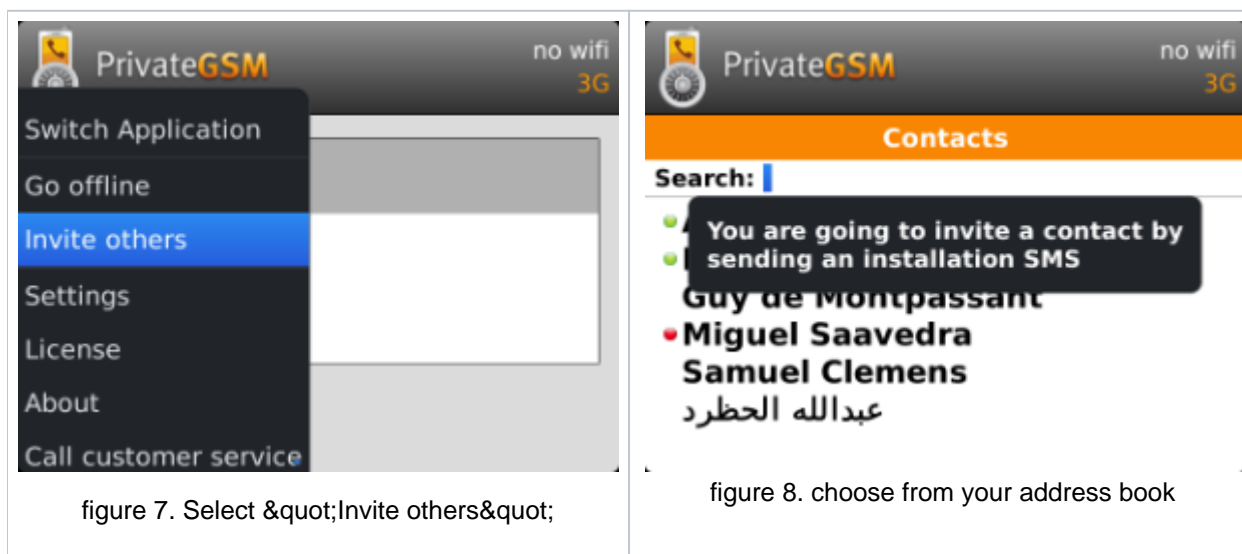 PrivateGSM
no wifi
3G
Switch Application
Go offline
Invite others
Settings
License
About
Call customer service
figure 7. Select &quot;Invite others&quot;
PrivateGSM
no wifi
3G
Contacts
Search:
You are going to invite a contact by
sending an installation SMS
Guy de Montpassant
Miguel Saavedra
Samuel Clemens
عبدالله الحظرد
figure 8. choose from your address book